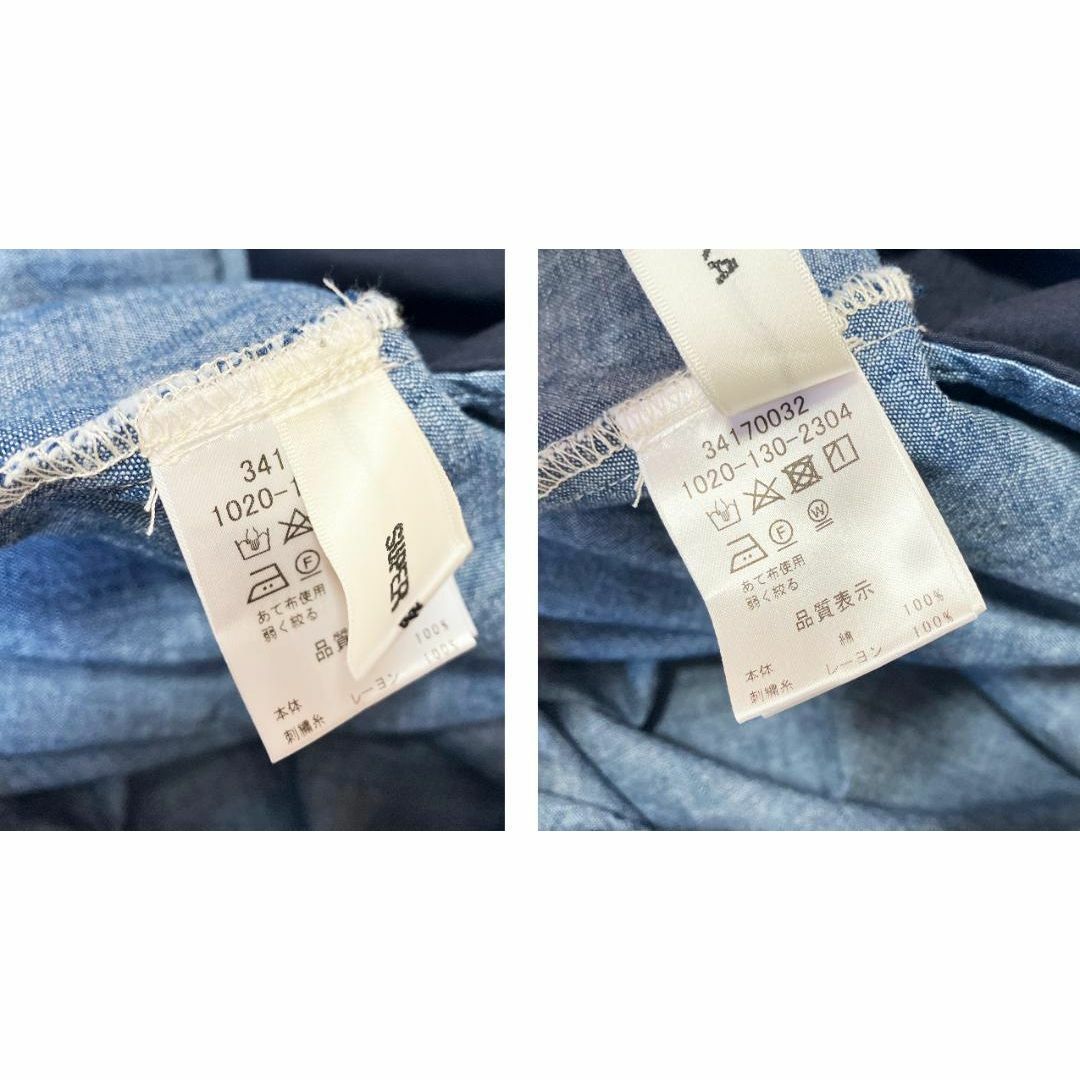 341
1020-1
F
あて布使用
弱く絞る
品
100%
レーヨン 100%
本体
刺繍糸
SUPER
34170032
1020-130-2304
F W
あて布使用
弱く絞る
品質表示
本体 綿 100%
刺繍糸 レーヨン 100%